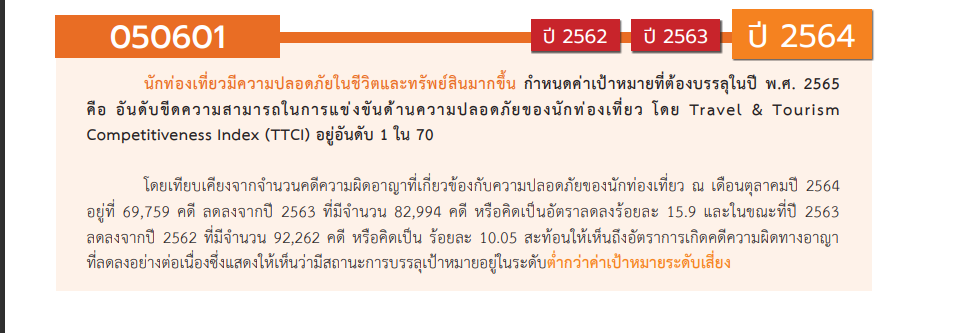 050601
ปี 2562
ปี 2563
ปี 2564
นักท่องเที่ยวมีความปลอดภัยในชีวิตและทรัพย์สินมากขึ้น กำหนดค่าเป้าหมายที่ต้องบรรลุในปี พ.ศ. 2565
คือ อันดับขีดความสามารถในการแข่งขันด้านความปลอดภัยของนักท่องเที่ยว โดย Travel & Tourism
Competitiveness Index (TTCI) อยู่อันดับ 1 ใน 70
โดยเทียบเคียงจากจำนวนคดีความผิดอาญาที่เกี่ยวข้องกับความปลอดภัยของนักท่องเที่ยว ณ เดือนตุลาคมปี 2564
อยู่ที่ 69,759 คดี ลดลงจากปี 2563 ที่มีจำนวน 82,994 คดี หรือคิดเป็นอัตราลดลงร้อยละ 15.9 และในขณะที่ปี 2563
ลดลงจากปี 2562 ที่มีจำนวน 92,262 คดี หรือคิดเป็น ร้อยละ 10.05 สะท้อนให้เห็นถึงอัตราการเกิดคดีความผิดทางอาญา
ที่ลดลงอย่างต่อเนื่องซึ่งแสดงให้เห็นว่ามีสถานะการบรรลุเป้าหมายอยู่ในระดับต่ำกว่าค่าเป้าหมายระดับเสี่ยง